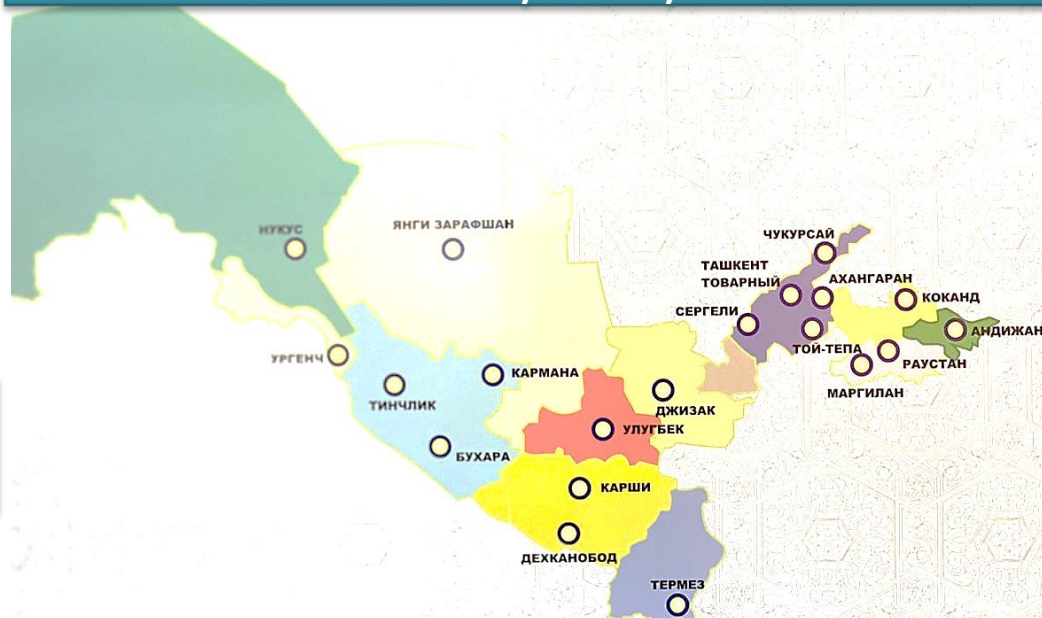 НУКУС
ЯНГИ ЗАРАФШАН
ЧУКУРСАЙ
ТАШКЕНТ
ТОВАРНЫЙ
АХАНГАРАН
КОКАНД
СЕРГЕЛИ
АНДИЖАН
ТОЙ-ТЕПА
РАУСТАН
МАРГИЛАН
УРГЕНЧ
КАРМАНА
ТИНЧЛИК
ДЖИЗАК
УЛУГБЕК
БУХАРА
КАРШИ
ДЕХКАНОБОД
ТЕРМЕЗ